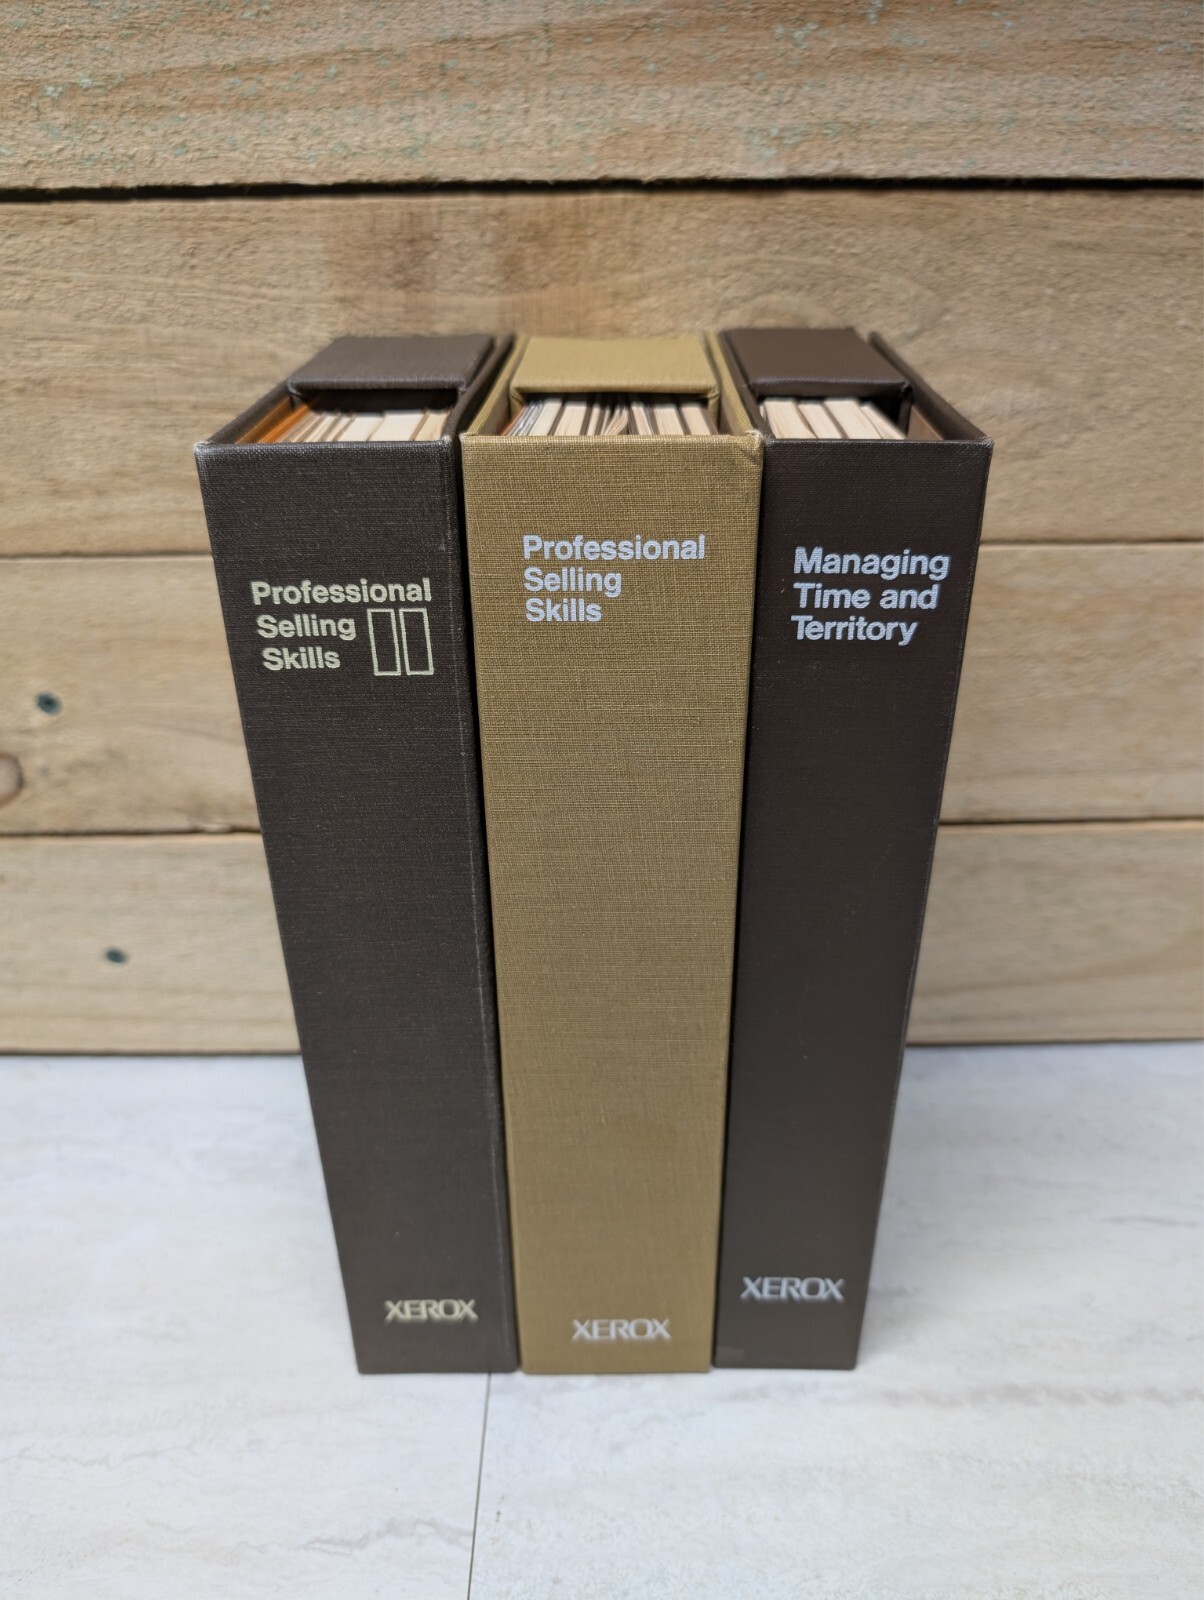 Professional
Selling
Skills II
XEROX
Professional
Selling
Skills
XEROX
Managing
Time and
Territory
XEROX